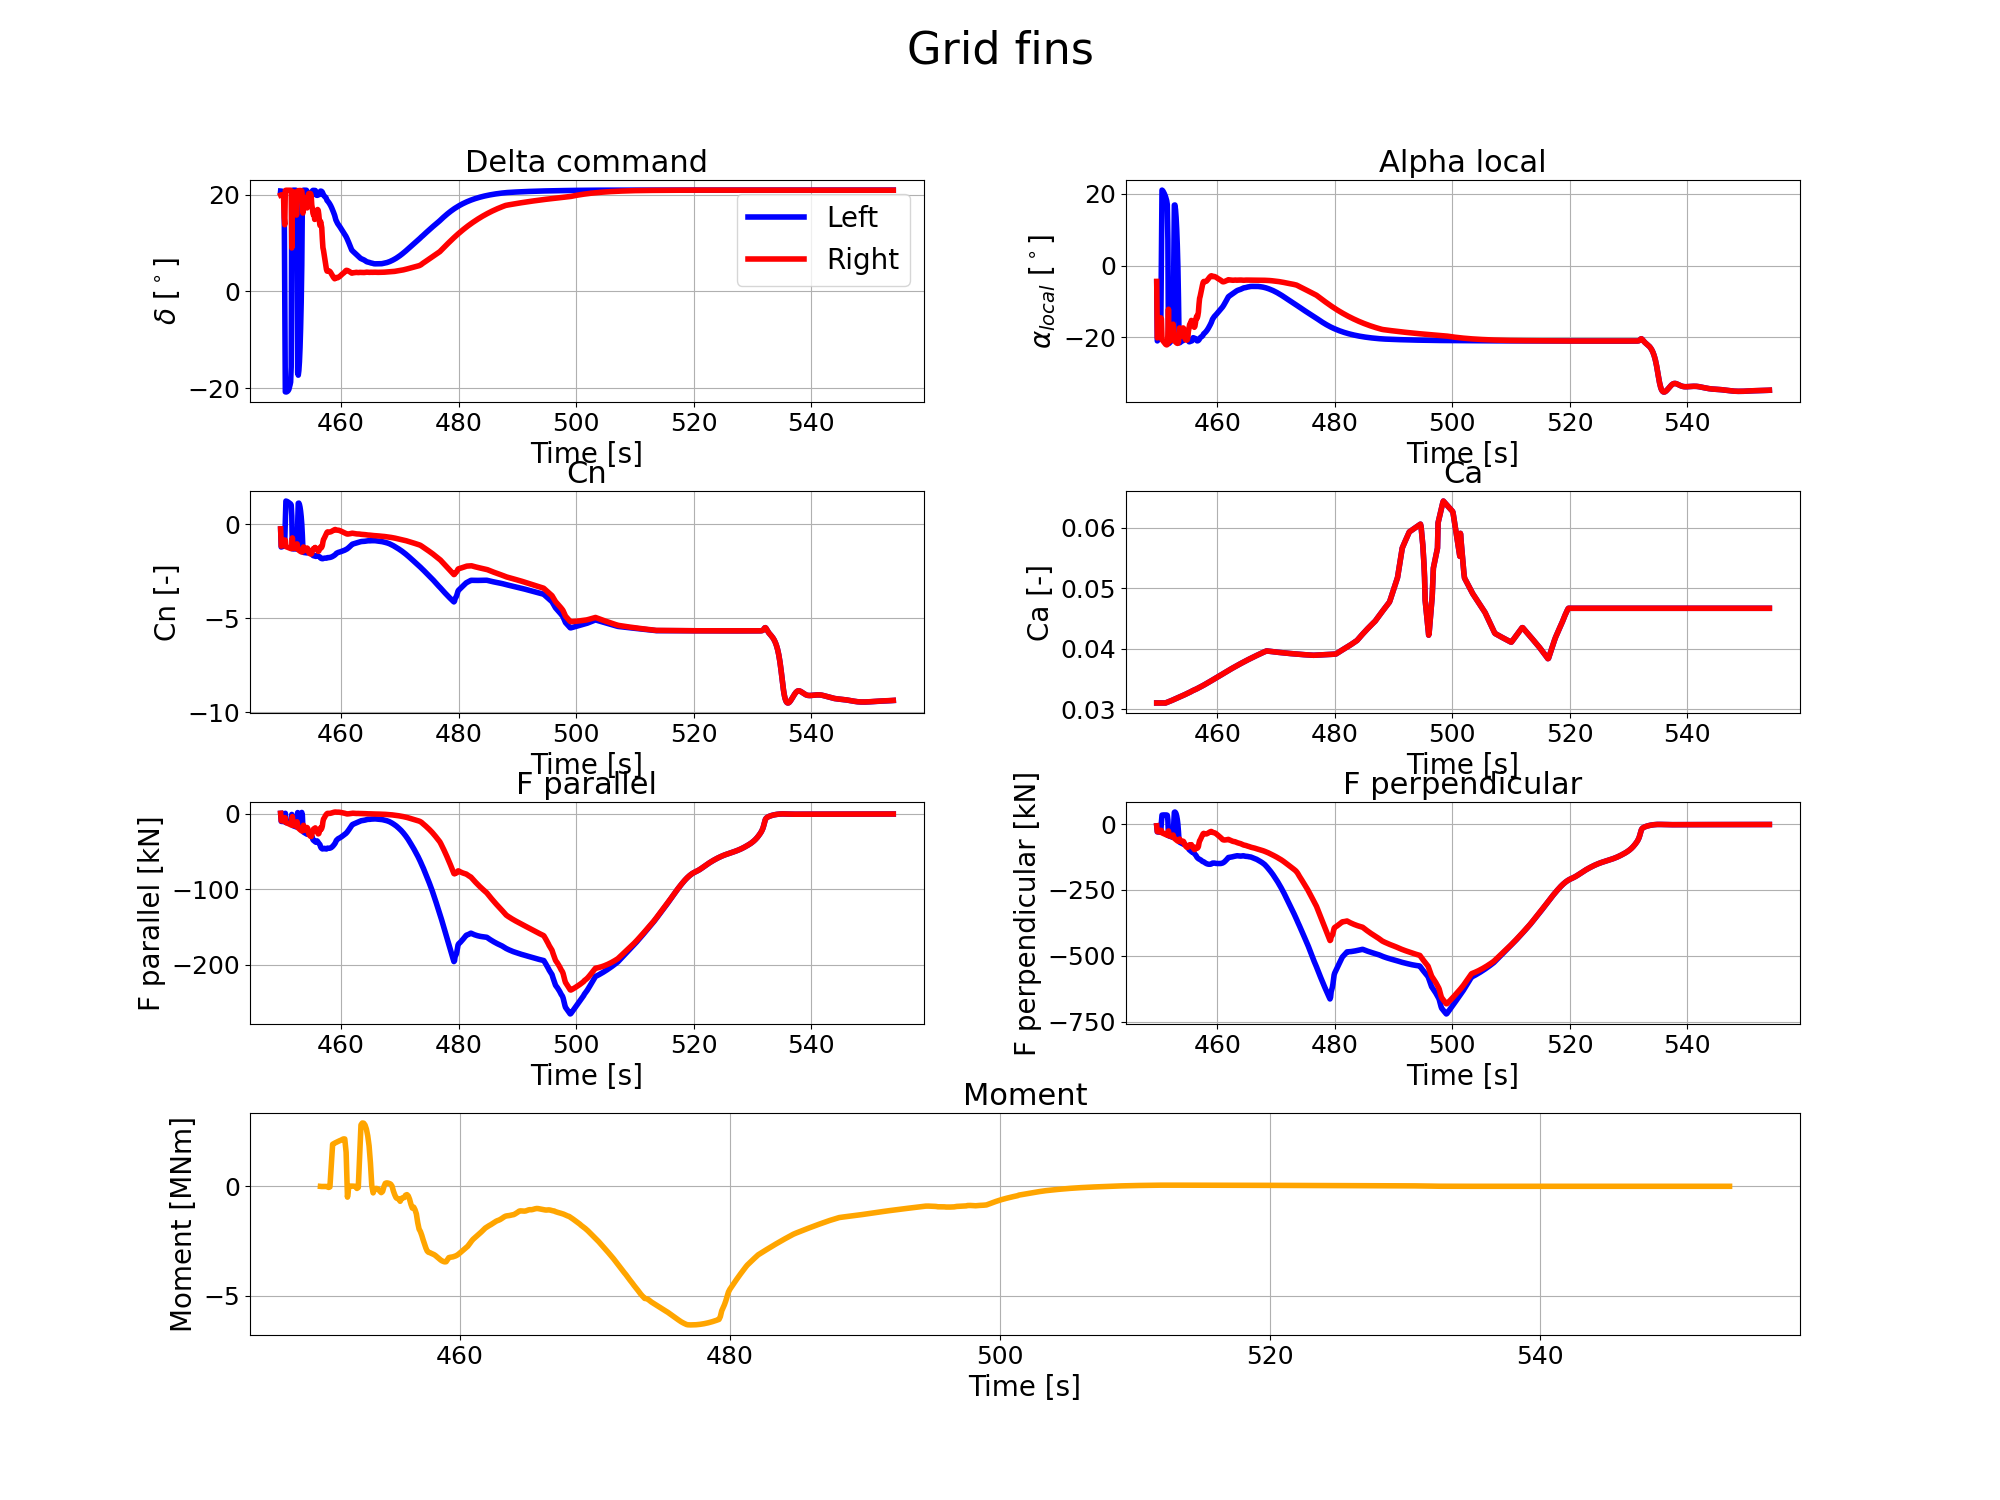 Grid fins
Delta command
δ [°]
20
0
−20
Left
Right
460 480 500 520 540
Time [s]
Alpha local
αlocal [°]
20
0
−20
460 480 500 520 540
Time [s]
Cn
Cn [-]
0
−5
−10
460 480 500 520 540
Time [s]
Ca
Ca [-]
0.06
0.05
0.04
0.03
460 480 500 520 540
Time [s]
F parallel
F parallel [kN]
0
−100
−200
460 480 500 520 540
Time [s]
F perpendicular
F perpendicular [kN]
0
−250
−500
−750
460 480 500 520 540
Time [s]
Moment
Moment [MNm]
0
−5
460 480 500 520 540
Time [s]